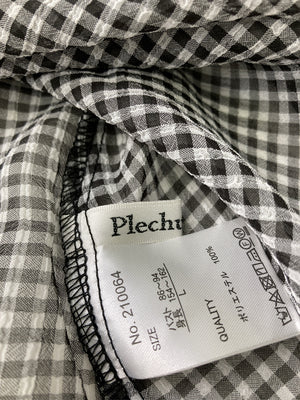 Plechu
No. 210064
SIZE
バスト 86~94
身長 154~162
L
QUALITY
ポリエステル 100%